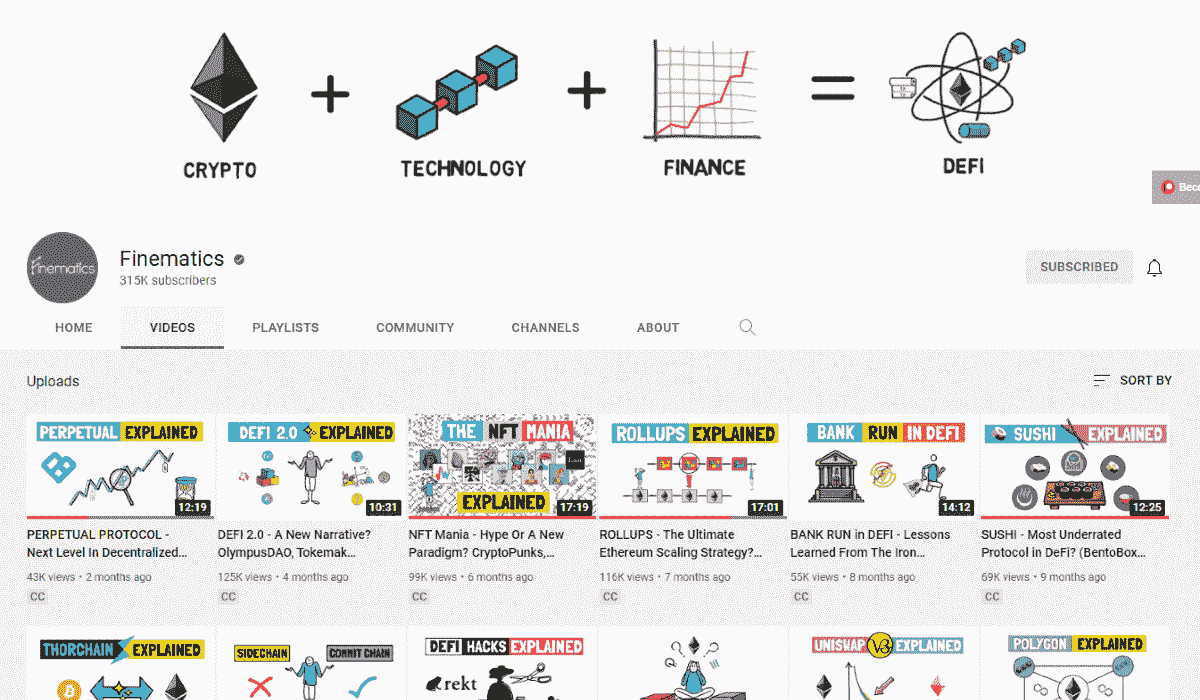 CRYPTO
TECHNOLOGY
FINANCE
DEFI
Finematics
Finematics
315K subscribers
SUBSCRIBED
HOME
VIDEOS
PLAYLISTS
COMMUNITY
CHANNELS
ABOUT
Uploads
SORT BY
PERPETUAL EXPLAINED
12:19
PERPETUAL PROTOCOL -
Next Level In Decentralized...
43K views • 2 months ago
CC
DEFI 2.0 EXPLAINED
10:31
DEFI 2.0 - A New Narrative?
OlympusDAO, Tokemak...
125K views • 4 months ago
CC
THE NFT MANIA
EXPLAINED
17:19
NFT Mania - Hype Or A New
Paradigm? CryptoPunks,...
99K views • 6 months ago
CC
ROLLUPS EXPLAINED
17:01
ROLLUPS - The Ultimate
Ethereum Scaling Strategy?...
116K views • 7 months ago
CC
BANK RUN IN DEFI
14:12
BANK RUN in DEFI - Lessons
Learned From The Iron...
55K views • 8 months ago
CC
SUSHI EXPLAINED
12:25
SUSHI - Most Underrated
Protocol in DeFi? (BentoBox...
69K views • 9 months ago
CC
THORCHAIN EXPLAINED
SIDECHAIN
COMMIT CHAIN
DEFI HACKS EXPLAINED
rekt
UNISWAP V3 EXPLAINED
POLYGON EXPLAINED